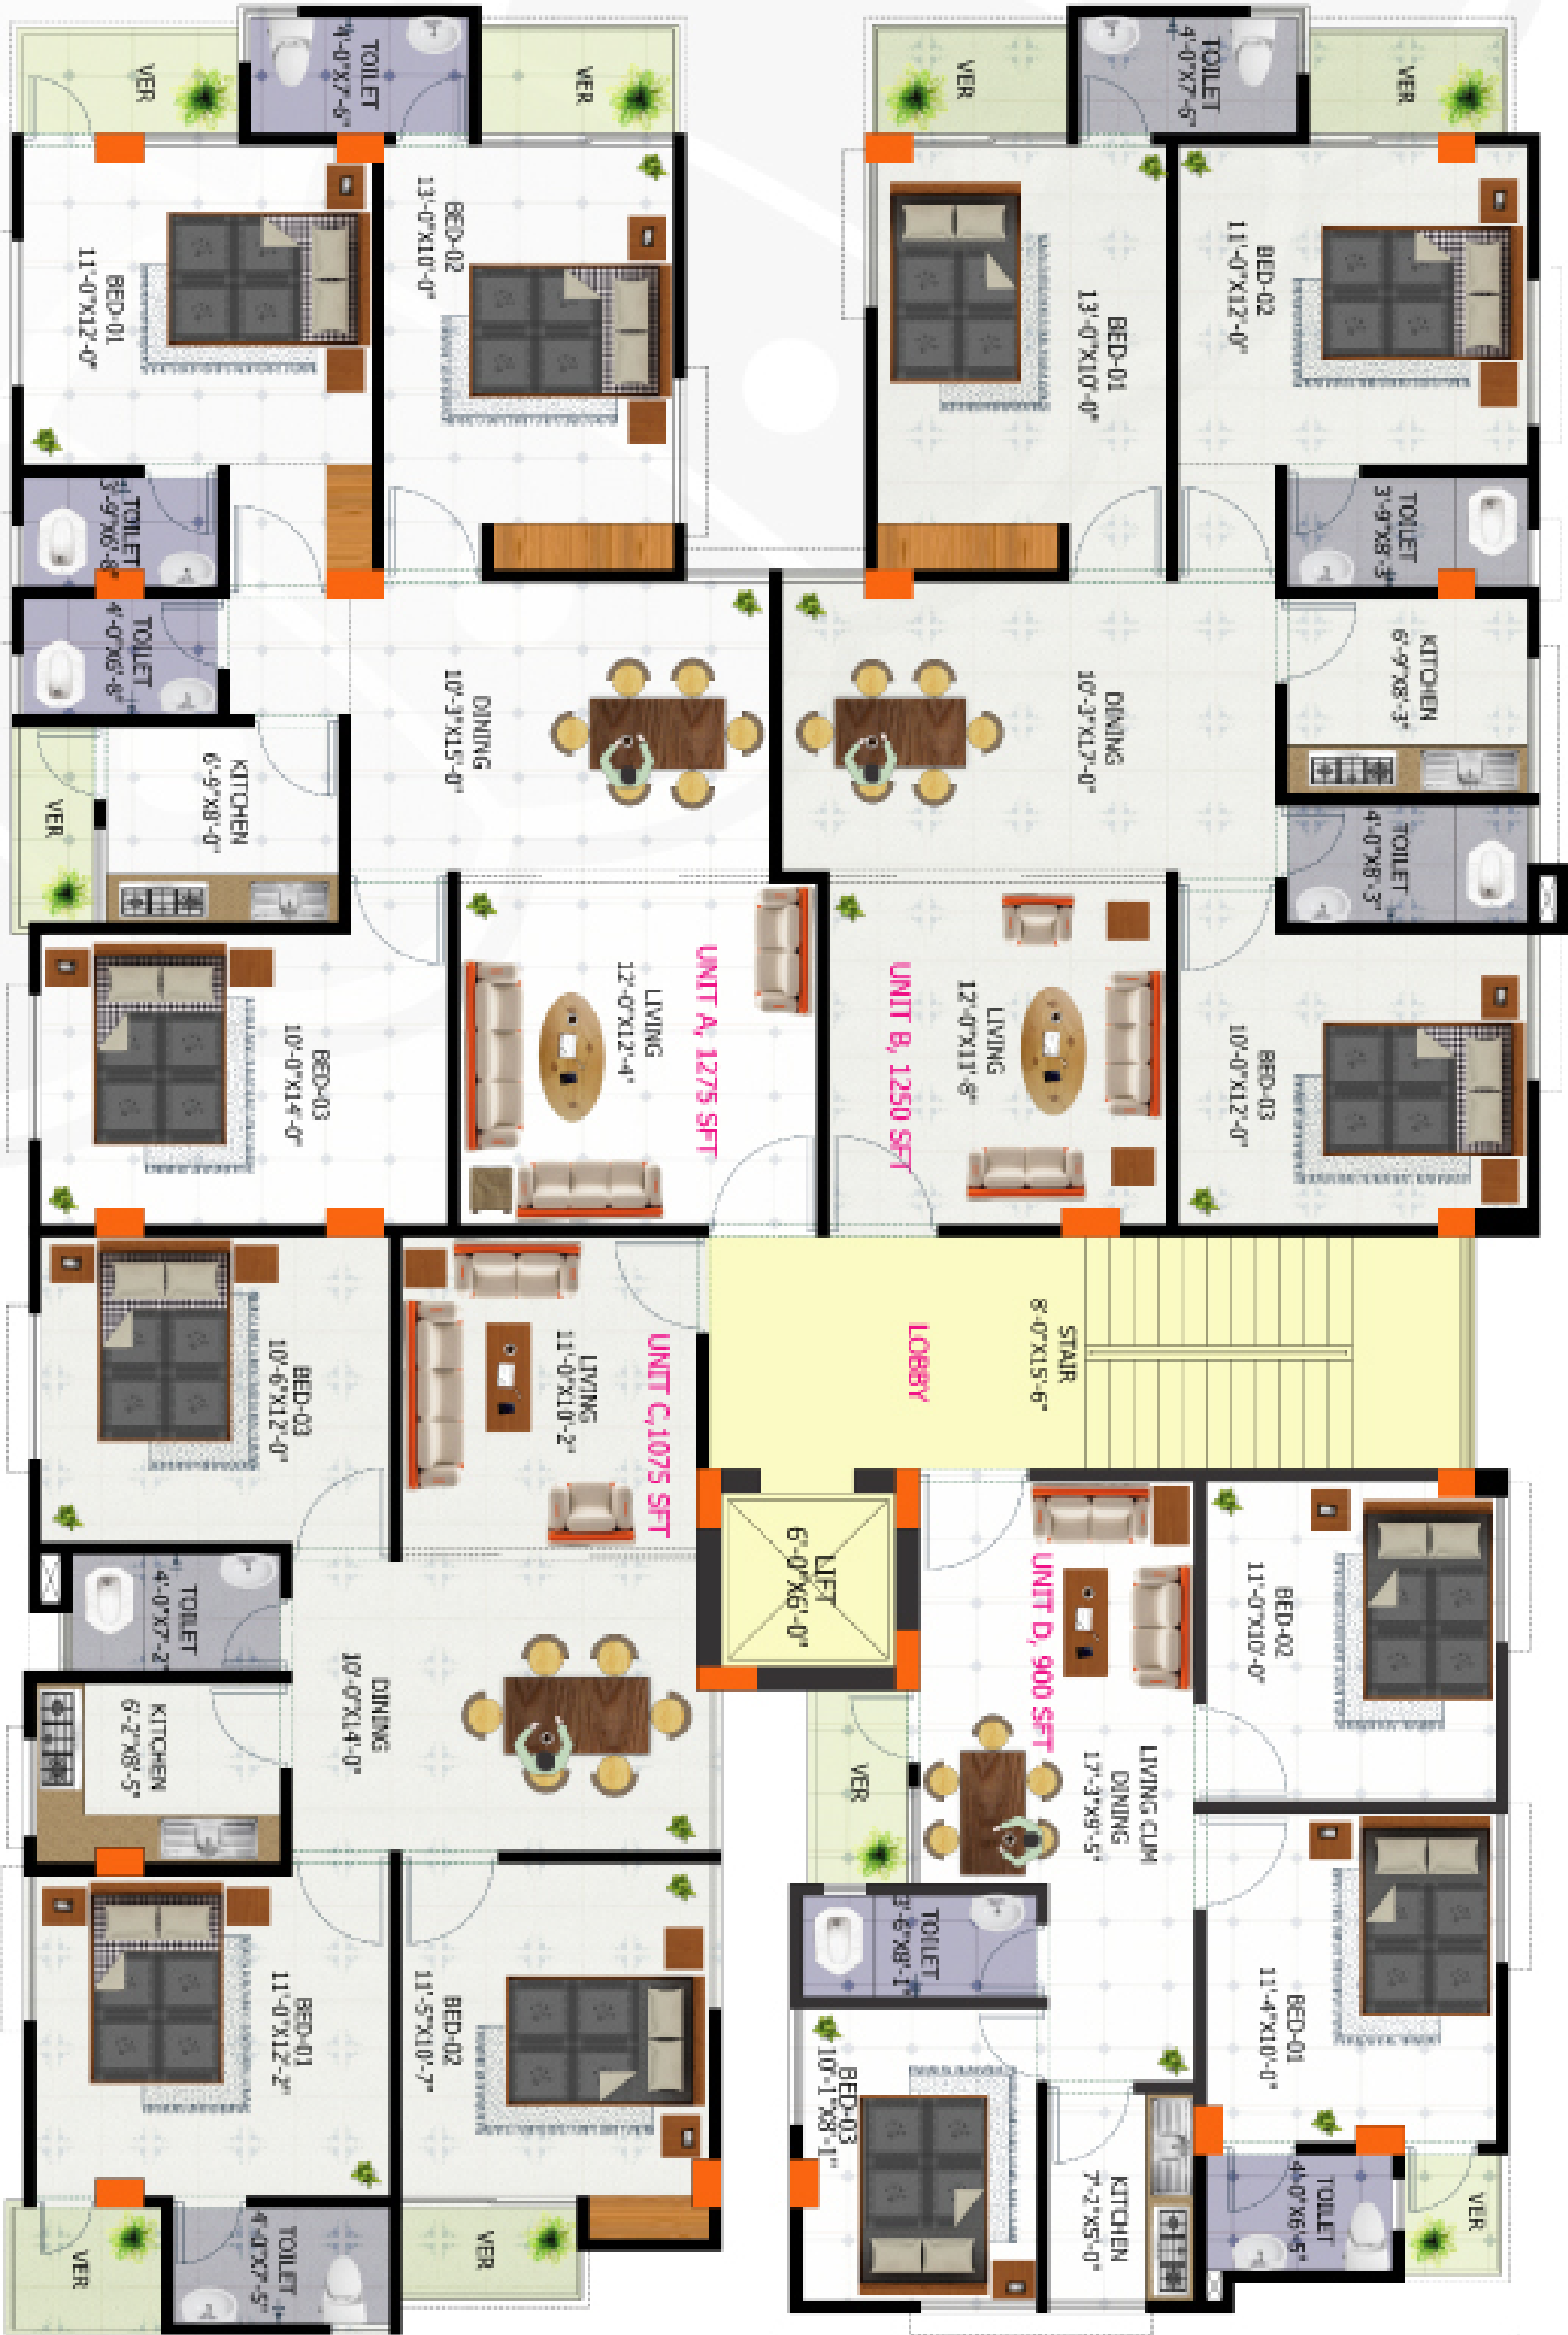 VER
TOILET
4'-0"X7'-6"
VER
BED-01
11'-0"X12'-0"
BED-02
13'-0"X10'-0"
TOILET
3'-9"X6'-8"
TOILET
4'-0"X6'-8"
KITCHEN
6'-9"X8'-0"
VER
DINING
10'-3"X15'-0"
LIVING
12'-0"X12'-4"
UNIT A, 1275 SFT
BED-03
10'-0"X14'-0"
VER
TOILET
4'-0"X7'-6"
VER
BED-01
13'-0"X10'-0"
BED-02
11'-0"X12'-0"
TOILET
3'-9"X8'-3"
KITCHEN
6'-9"X8'-3"
TOILET
4'-0"X8'-3"
DINING
10'-3"X17'-0"
UNIT B, 1250 SFT
LIVING
12'-0"X11'-8"
BED-03
10'-0"X12'-0"
LOBBY
STAIR
8'-0"X15'-6"
LIFT
6'-0"X6'-0"
BED-03
10'-6"X12'-0"
LIVING
11'-0"X10'-2"
UNIT C,1075 SFT
TOILET
4'-0"X7'-2"
KITCHEN
6'-2"X8'-5"
DINING
10'-0"X14'-0"
BED-01
11'-0"X12'-2"
BED-02
11'-5"X10'-7"
VER
TOILET
4'-0"X7'-5"
VER
UNIT D, 900 SFT
LIVING CUM
DINING
17'-3"X9'-5"
BED-02
11'-0"X10'-0"
BED-01
11'-4"X10'-0"
VER
TOILET
3'-6"X8'-1"
BED-03
10'-1"X8'-1"
KITCHEN
7'-2"X5'-0"
TOILET
4'-0"X6'-5"
VER